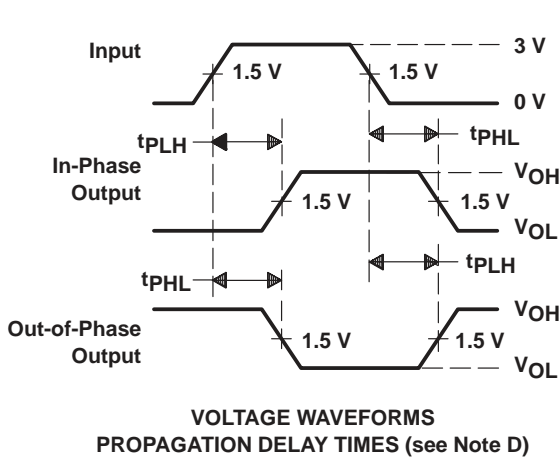 Input
3 V
1.5 V
1.5 V
0 V
tPLH
tPHL
In-Phase
Output
VOH
1.5 V
1.5 V
VOL
tPHL
tPLH
Out-of-Phase
Output
VOH
1.5 V
1.5 V
VOL
VOLTAGE WAVEFORMS
PROPAGATION DELAY TIMES (see Note D)